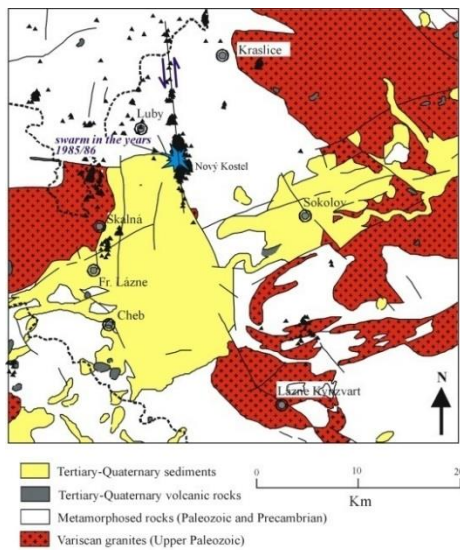 Kraslice
Luby
swarm in the years
1985/86
Nový Kostel
Skalná
Sokolov
Fr. Lázne
Cheb
Lázne Kynzvart
N
Tertiary-Quaternary sediments
Tertiary-Quaternary volcanic rocks
Metamorphosed rocks (Paleozoic and Precambrian)
Variscan granites (Upper Paleozoic)
0 10 20
Km